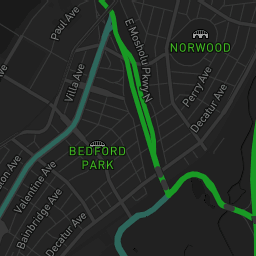 Paul Ave
E Mosholu Pkwy N
NORWOOD
Villa Ave
Perry Ave
Decatur Ave
BEDFORD
PARK
Valentine Ave
Bainbridge Ave
Decatur Ave
Ave